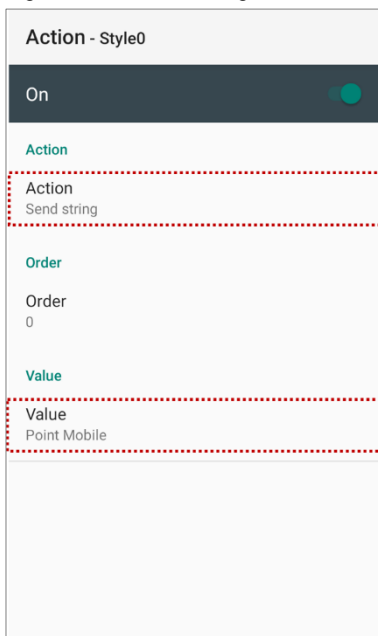 Action - Style0
On
Action
Action
Send string
Order
Order
0
Value
Value
Point Mobile